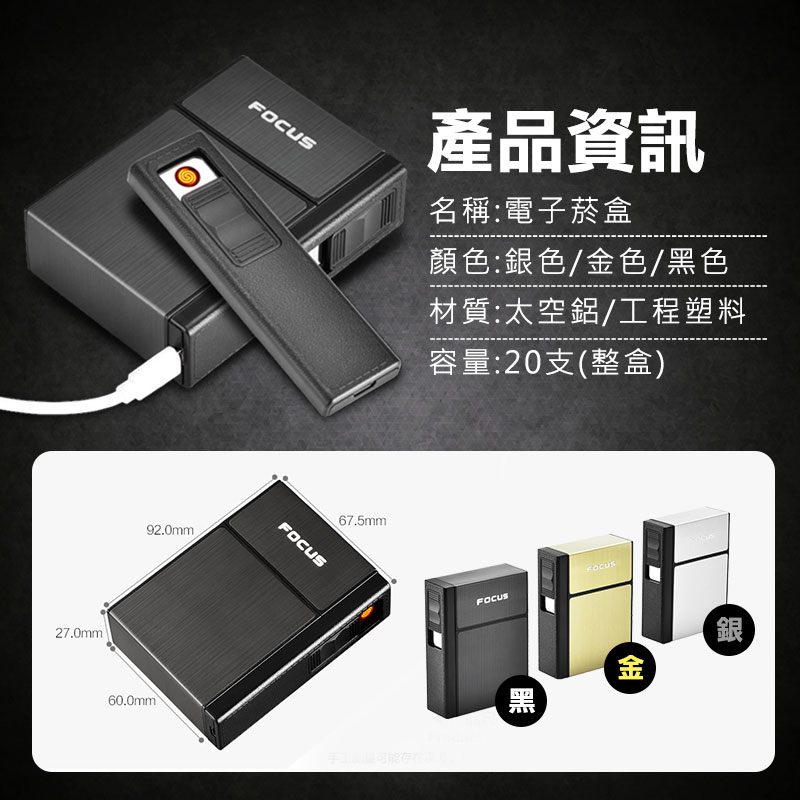 FOCUS
產品資訊
名稱:電子菸盒
顏色:銀色/金色/黑色
材質:太空鋁/工程塑料
容量:20支(整盒)
92.0mm
67.5mm
FOCUS
27.0mm
60.0mm
FOCUS
FOCUS
FOCUS
黑
金
銀